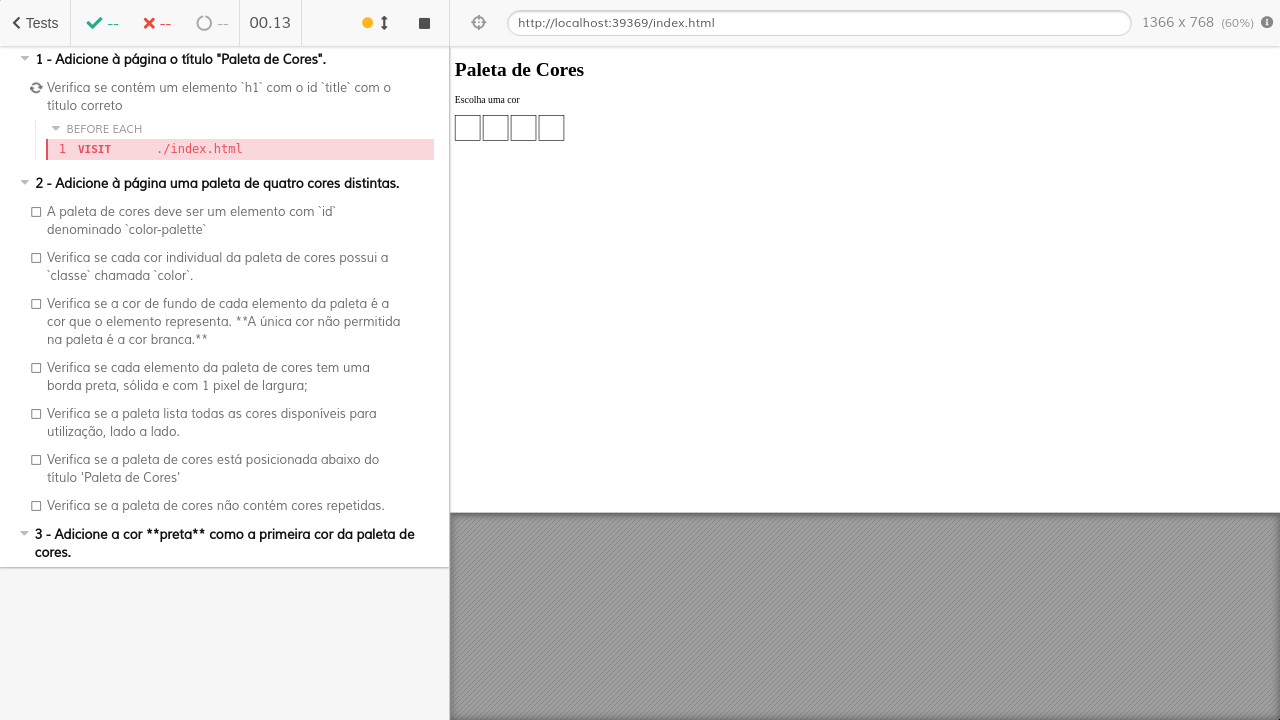 Tests
--
--
--
00.13
http://localhost:39369/index.html
1366 x 768 (60%)
1 - Adicione à página o título "Paleta de Cores".
Verifica se contém um elemento `h1` com o id `title` com o
título correto
BEFORE EACH
1 VISIT ./index.html
2 - Adicione à página uma paleta de quatro cores distintas.
A paleta de cores deve ser um elemento com `id`
denominado `color-palette`
Verifica se cada cor individual da paleta de cores possui a
`classe` chamada `color`.
Verifica se a cor de fundo de cada elemento da paleta é a
cor que o elemento representa. **A única cor não permitida
na paleta é a cor branca.**
Verifica se cada elemento da paleta de cores tem uma
borda preta, sólida e com 1 pixel de largura;
Verifica se a paleta lista todas as cores disponíveis para
utilização, lado a lado.
Verifica se a paleta de cores está posicionada abaixo do
título 'Paleta de Cores'
Verifica se a paleta de cores não contém cores repetidas.
3 - Adicione a cor **preta** como a primeira cor da paleta de
cores.
Paleta de Cores
Escolha uma cor